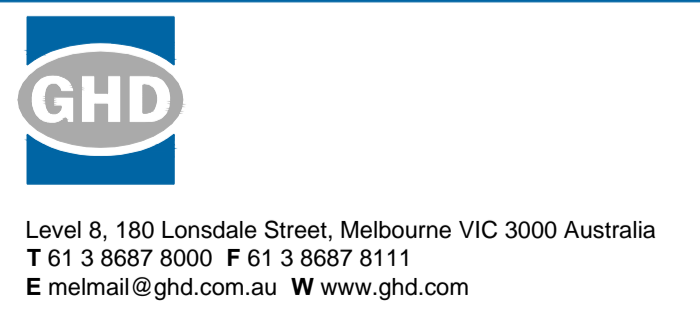 GHD
Level 8, 180 Lonsdale Street, Melbourne VIC 3000 Australia
T 61 3 8687 8000  F 61 3 8687 8111
E melmail@ghd.com.au  W www.ghd.com